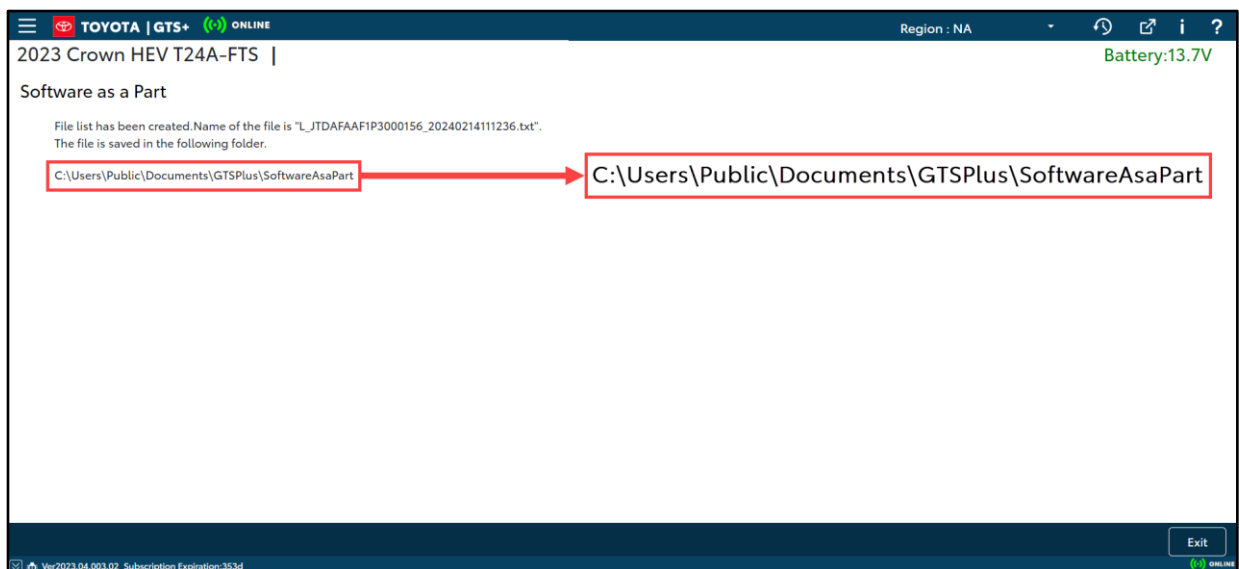 TOYOTA | GTS+ ONLINE Region : NA i ?
2023 Crown HEV T24A-FTS | Battery:13.7V
Software as a Part
File list has been created.Name of the file is "L_JTDAFAAF1P3000156_20240214111236.txt".
The file is saved in the following folder.
C:\Users\Public\Documents\GTSPlus\SoftwareAsaPart C:\Users\Public\Documents\GTSPlus\SoftwareAsaPart
Exit
Ver2023.04.003.02 Subscription Expiration:353d ONLINE